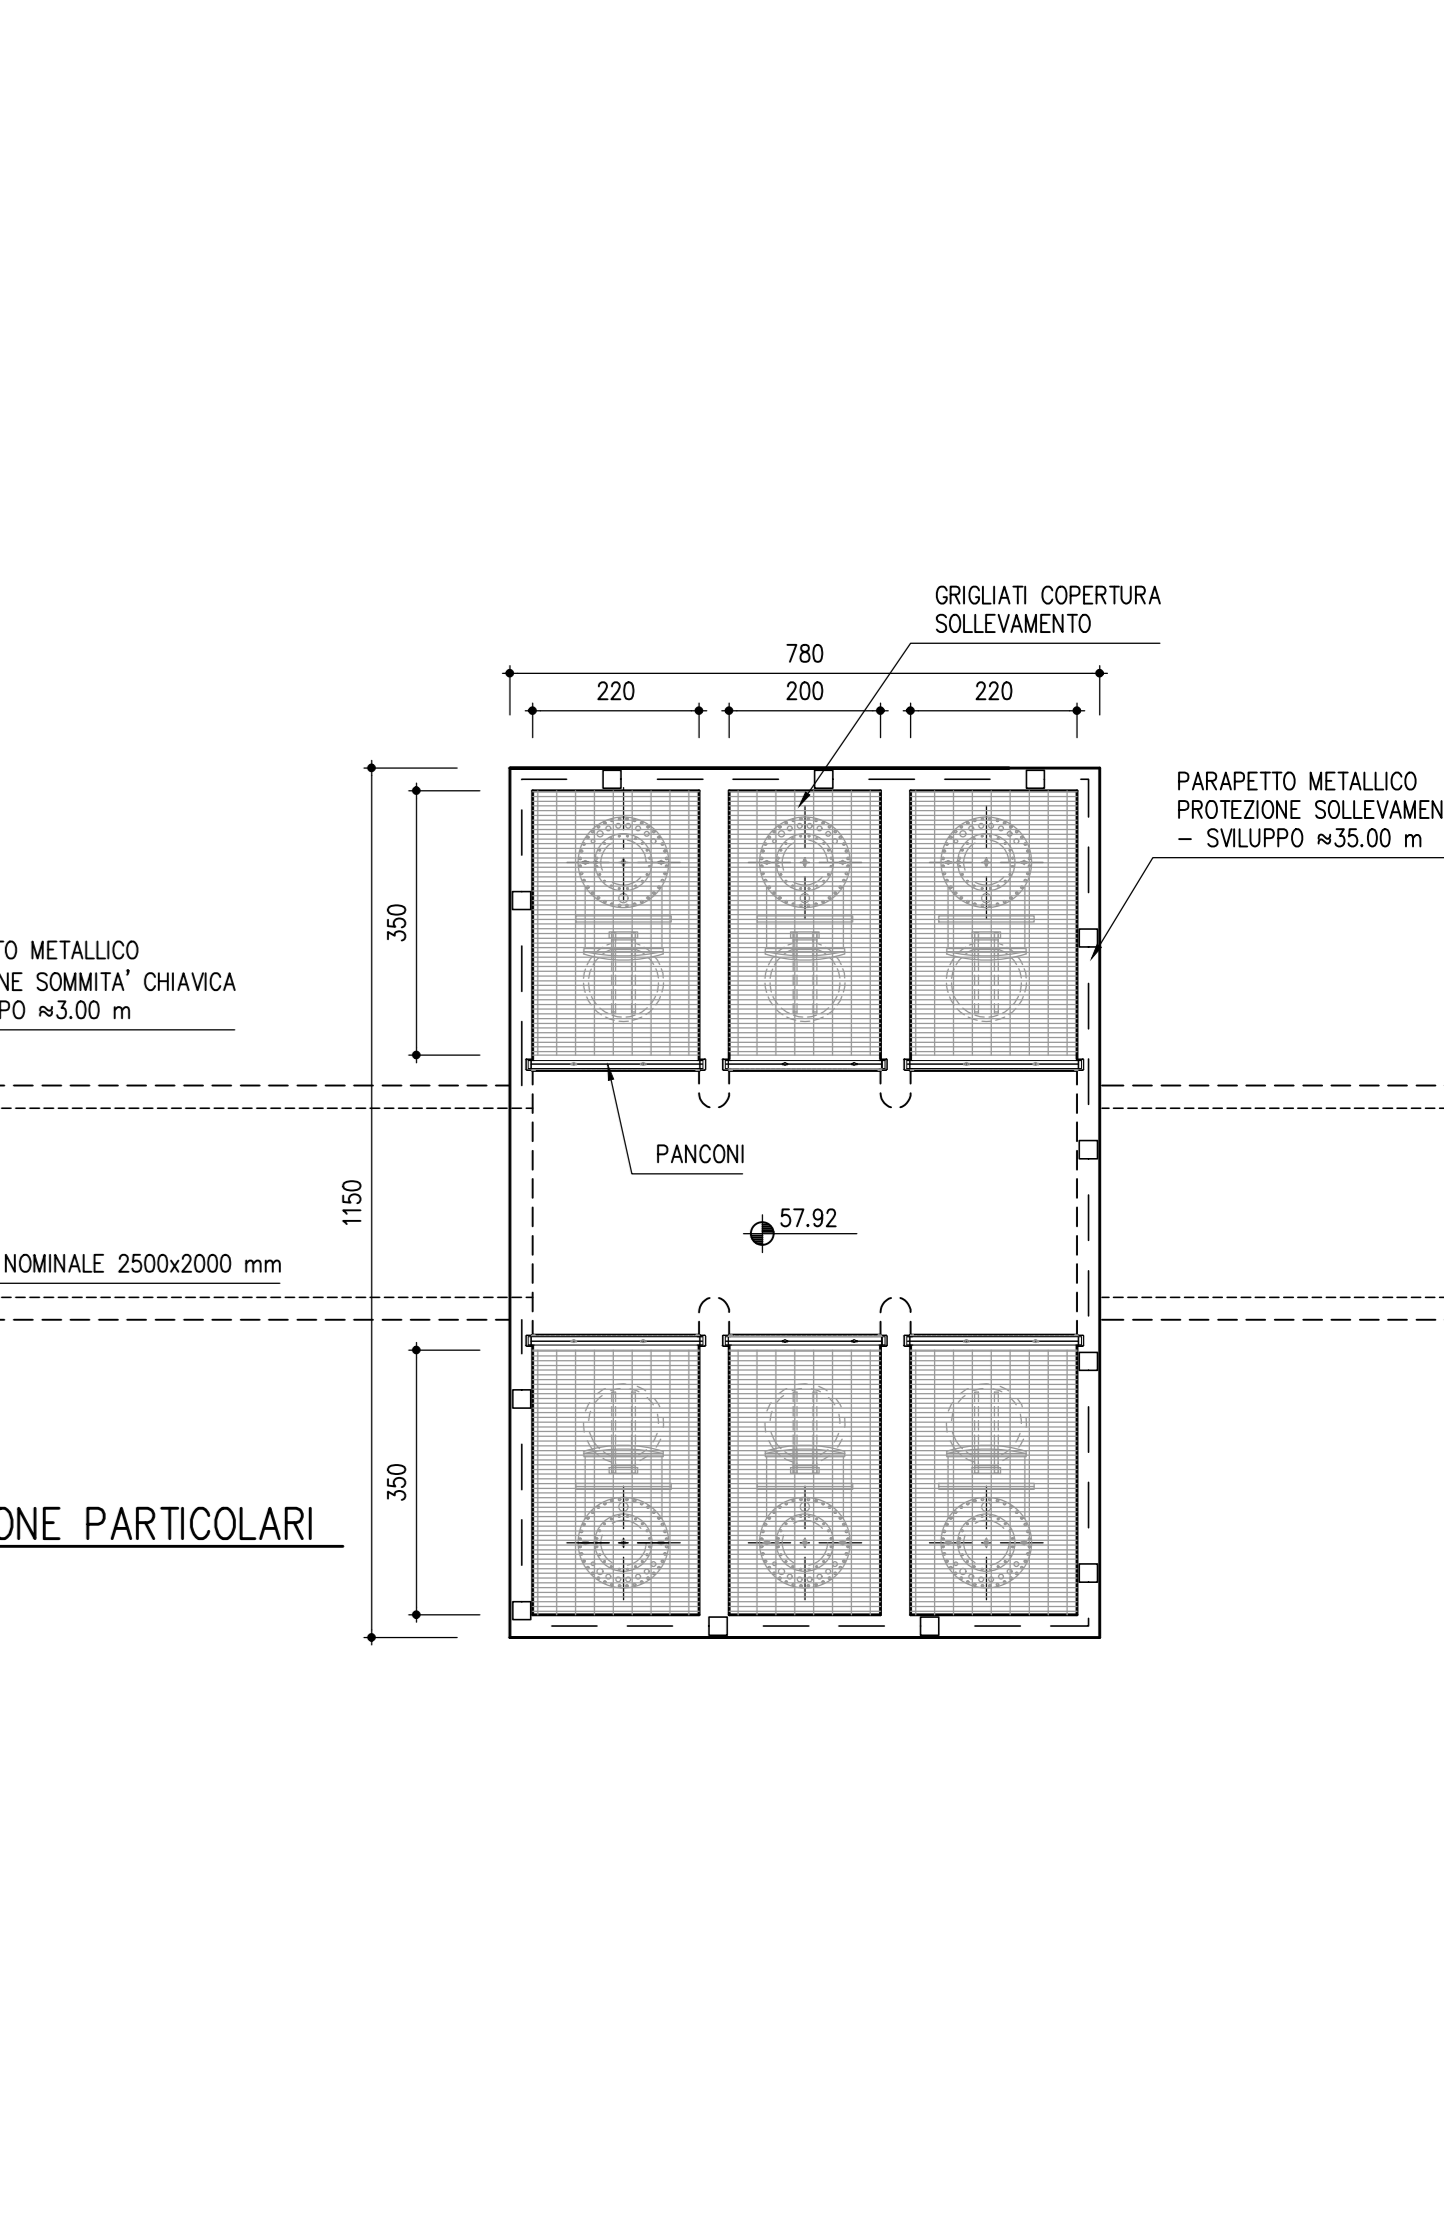 GRIGLIATI COPERTURA
SOLLEVAMENTO
780
220
200
220
PARAPETTO METALLICO
PROTEZIONE SOLLEVAMEN
- SVILUPPO ≈35.00 m
350
TO METALLICO
NE SOMMITA' CHIAVICA
PO ≈3.00 m
PANCONI
1150
57.92
NOMINALE 2500x2000 mm
350
ONE PARTICOLARI